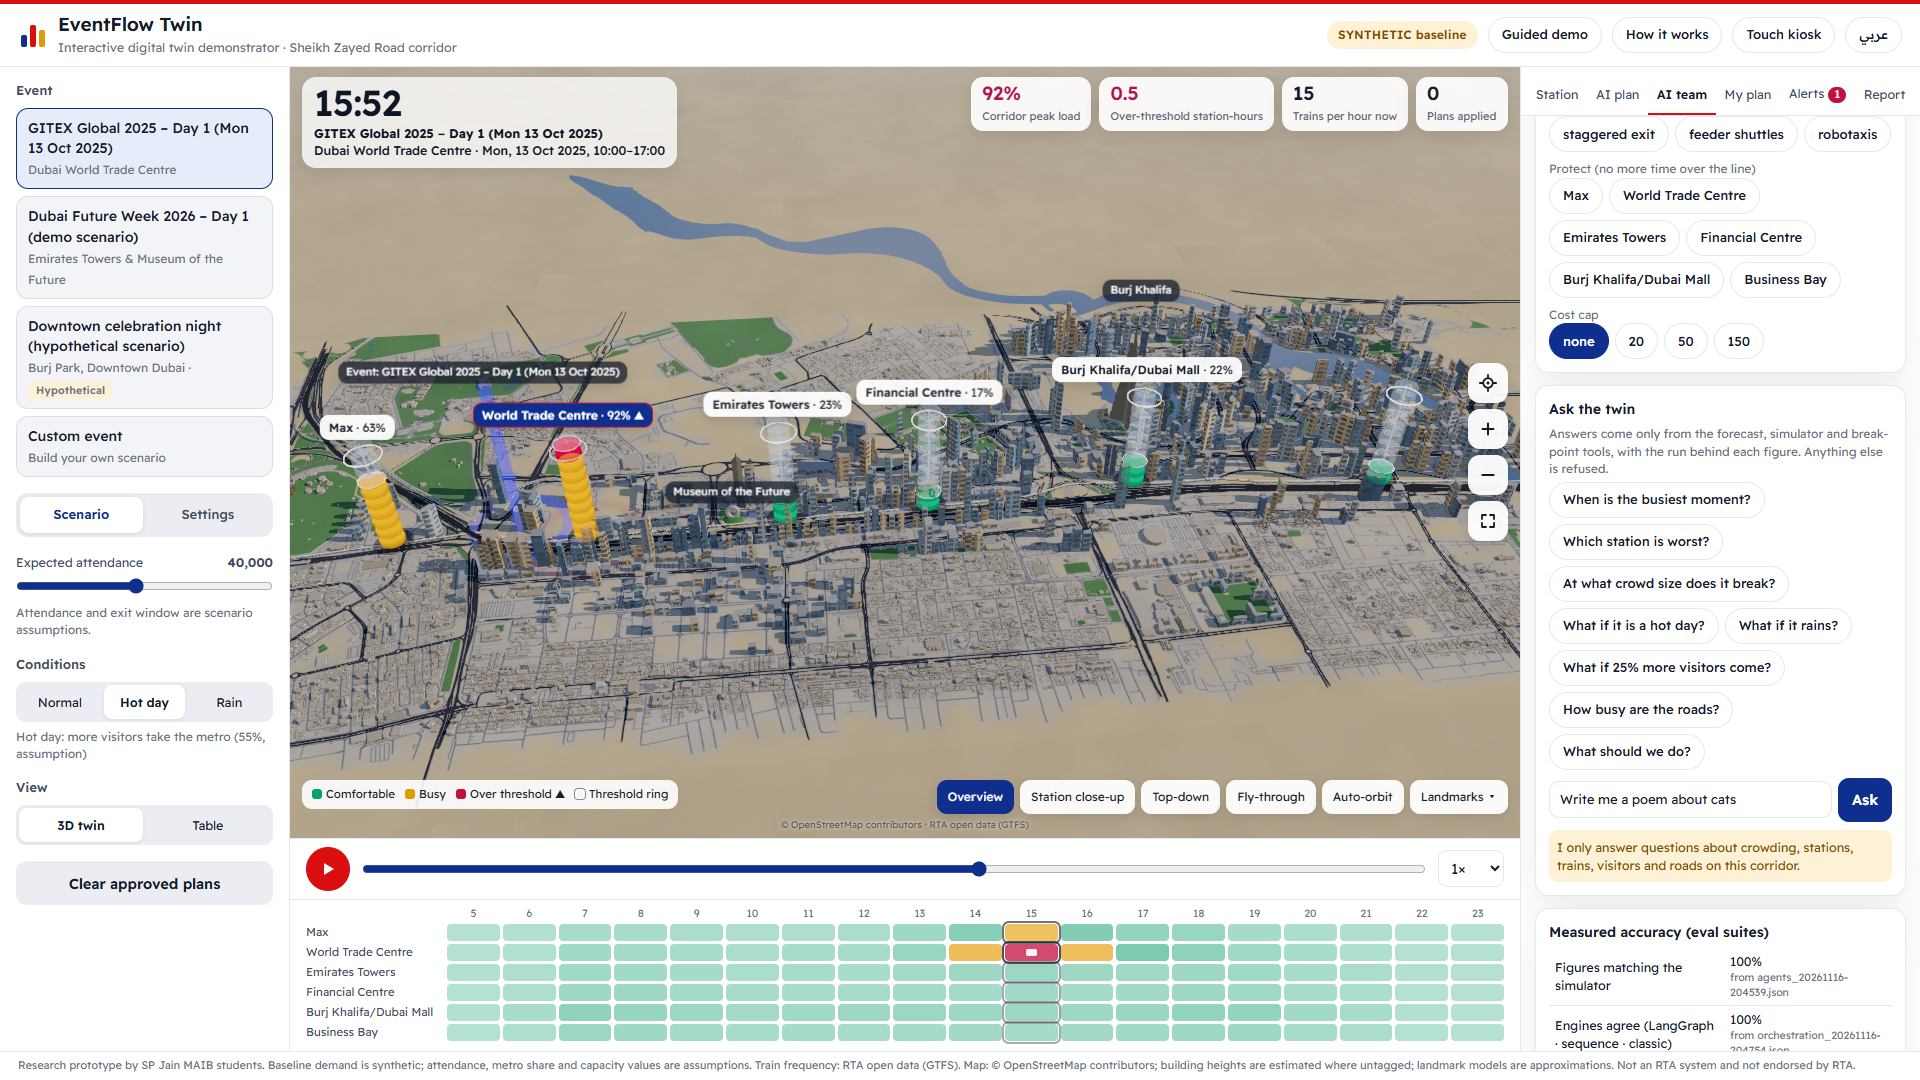 EventFlow Twin
Interactive digital twin demonstrator · Sheikh Zayed Road corridor
SYNTHETIC baseline
Guided demo
How it works
Touch kiosk
عربي
Event
GITEX Global 2025 – Day 1 (Mon
13 Oct 2025)
Dubai World Trade Centre
Dubai Future Week 2026 – Day 1
(demo scenario)
Emirates Towers & Museum of the
Future
Downtown celebration night
(hypothetical scenario)
Burj Park, Downtown Dubai ·
Hypothetical
Custom event
Build your own scenario
Scenario
Settings
Expected attendance 40,000
Attendance and exit window are scenario
assumptions.
Conditions
Normal
Hot day
Rain
Hot day: more visitors take the metro (55%,
assumption)
View
3D twin
Table
Clear approved plans
15:52
GITEX Global 2025 – Day 1 (Mon 13 Oct 2025)
Dubai World Trade Centre · Mon, 13 Oct 2025, 10:00–17:00
92%
Corridor peak load
0.5
Over-threshold station-hours
15
Trains per hour now
0
Plans applied
Burj Khalifa
Event: GITEX Global 2025 – Day 1 (Mon 13 Oct 2025)
Burj Khalifa/Dubai Mall · 22%
Financial Centre · 17%
Emirates Towers · 23%
World Trade Centre · 92% ▲
Max · 63%
Museum of the Future
+
−
Comfortable
Busy
Over threshold ▲
Threshold ring
Overview
Station close-up
Top-down
Fly-through
Auto-orbit
Landmarks
© OpenStreetMap contributors · RTA open data (GTFS)
1×
5 6 7 8 9 10 11 12 13 14 15 16 17 18 19 20 21 22 23
Max
World Trade Centre
Emirates Towers
Financial Centre
Burj Khalifa/Dubai Mall
Business Bay
Station
AI plan
AI team
My plan
Alerts 1
Report
staggered exit
feeder shuttles
robotaxis
Protect (no more time over the line)
Max
World Trade Centre
Emirates Towers
Financial Centre
Burj Khalifa/Dubai Mall
Business Bay
Cost cap
none
20
50
150
Ask the twin
Answers come only from the forecast, simulator and break-
point tools, with the run behind each figure. Anything else
is refused.
When is the busiest moment?
Which station is worst?
At what crowd size does it break?
What if it is a hot day?
What if it rains?
What if 25% more visitors come?
How busy are the roads?
What should we do?
Write me a poem about cats
Ask
I only answer questions about crowding, stations,
trains, visitors and roads on this corridor.
Measured accuracy (eval suites)
Figures matching the
simulator
100%
from agents_20261116-
204539.json
Engines agree (LangGraph
· sequence · classic)
100%
from orchestration_20261116-
204754.json
Research prototype by SP Jain MAIB students. Baseline demand is synthetic; attendance, metro share and capacity values are assumptions. Train frequency: RTA open data (GTFS). Map: © OpenStreetMap contributors; building heights are estimated where untagged; landmark models are approximations. Not an RTA system and not endorsed by RTA.